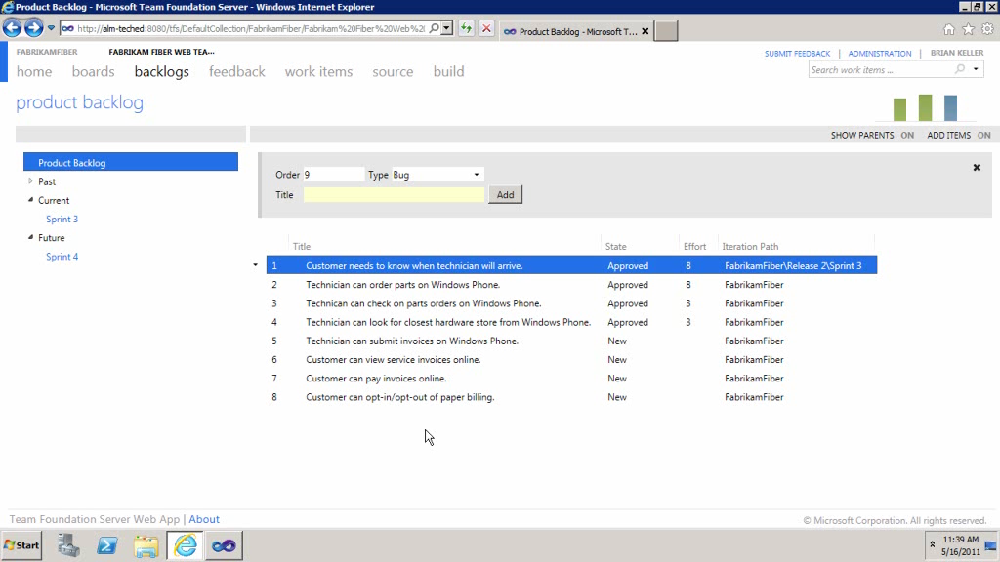 Product Backlog - Microsoft Team Foundation Server - Windows Internet Explorer
http://alm-teched:8080/tfs/DefaultCollection/FabrikamFiber/Fabrikam%20Fiber%20Web%2(
Product Backlog - Microsoft T...
FABRIKAMFIBER
FABRIKAM FIBER WEB TEA...
SUBMIT FEEDBACK | ADMINISTRATION | BRIAN KELLER
home boards backlogs feedback work items source build
Search work items ...
product backlog
SHOW PARENTS ON ADD ITEMS ON
Product Backlog
Past
Current
Sprint 3
Future
Sprint 4
Order 9 Type Bug
Title Add
Title State Effort Iteration Path
1 Customer needs to know when technician will arrive. Approved 8 FabrikamFiber\Release 2\Sprint 3
2 Technician can order parts on Windows Phone. Approved 8 FabrikamFiber
3 Technican can check on parts orders on Windows Phone. Approved 3 FabrikamFiber
4 Technician can look for closest hardware store from Windows Phone. Approved 3 FabrikamFiber
5 Technician can submit invoices on Windows Phone. New FabrikamFiber
6 Customer can view service invoices online. New FabrikamFiber
7 Customer can pay invoices online. New FabrikamFiber
8 Customer can opt-in/opt-out of paper billing. New FabrikamFiber
Team Foundation Server Web App | About
© Microsoft Corporation. All rights reserved.
Start
11:39 AM
5/16/2011